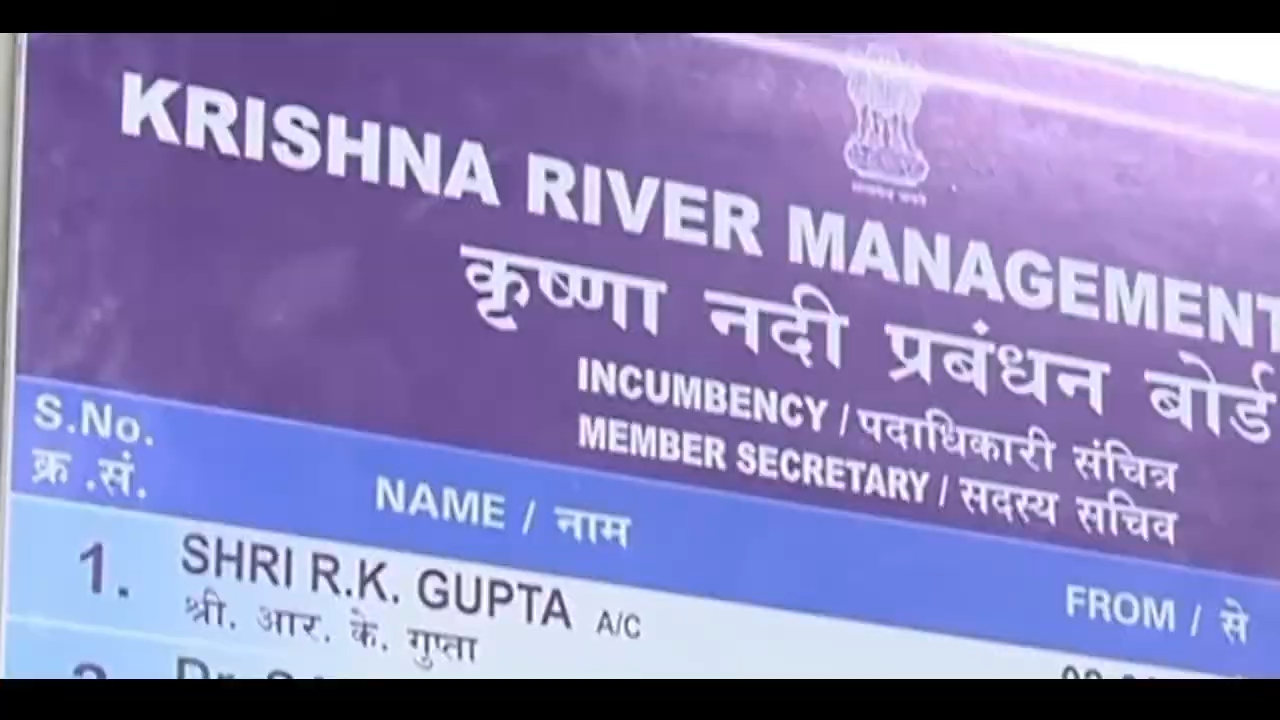 KRISHNA RIVER MANAGEMENT
कृष्णा नदी प्रबंधन बोर्ड
INCUMBENCY / पदाधिकारी संचित्र
MEMBER SECRETARY / सदस्य सचिव
S.No.
क्र .सं.
NAME / नाम
FROM / से
1.
SHRI R.K. GUPTA A/C
श्री. आर. के. गुप्ता